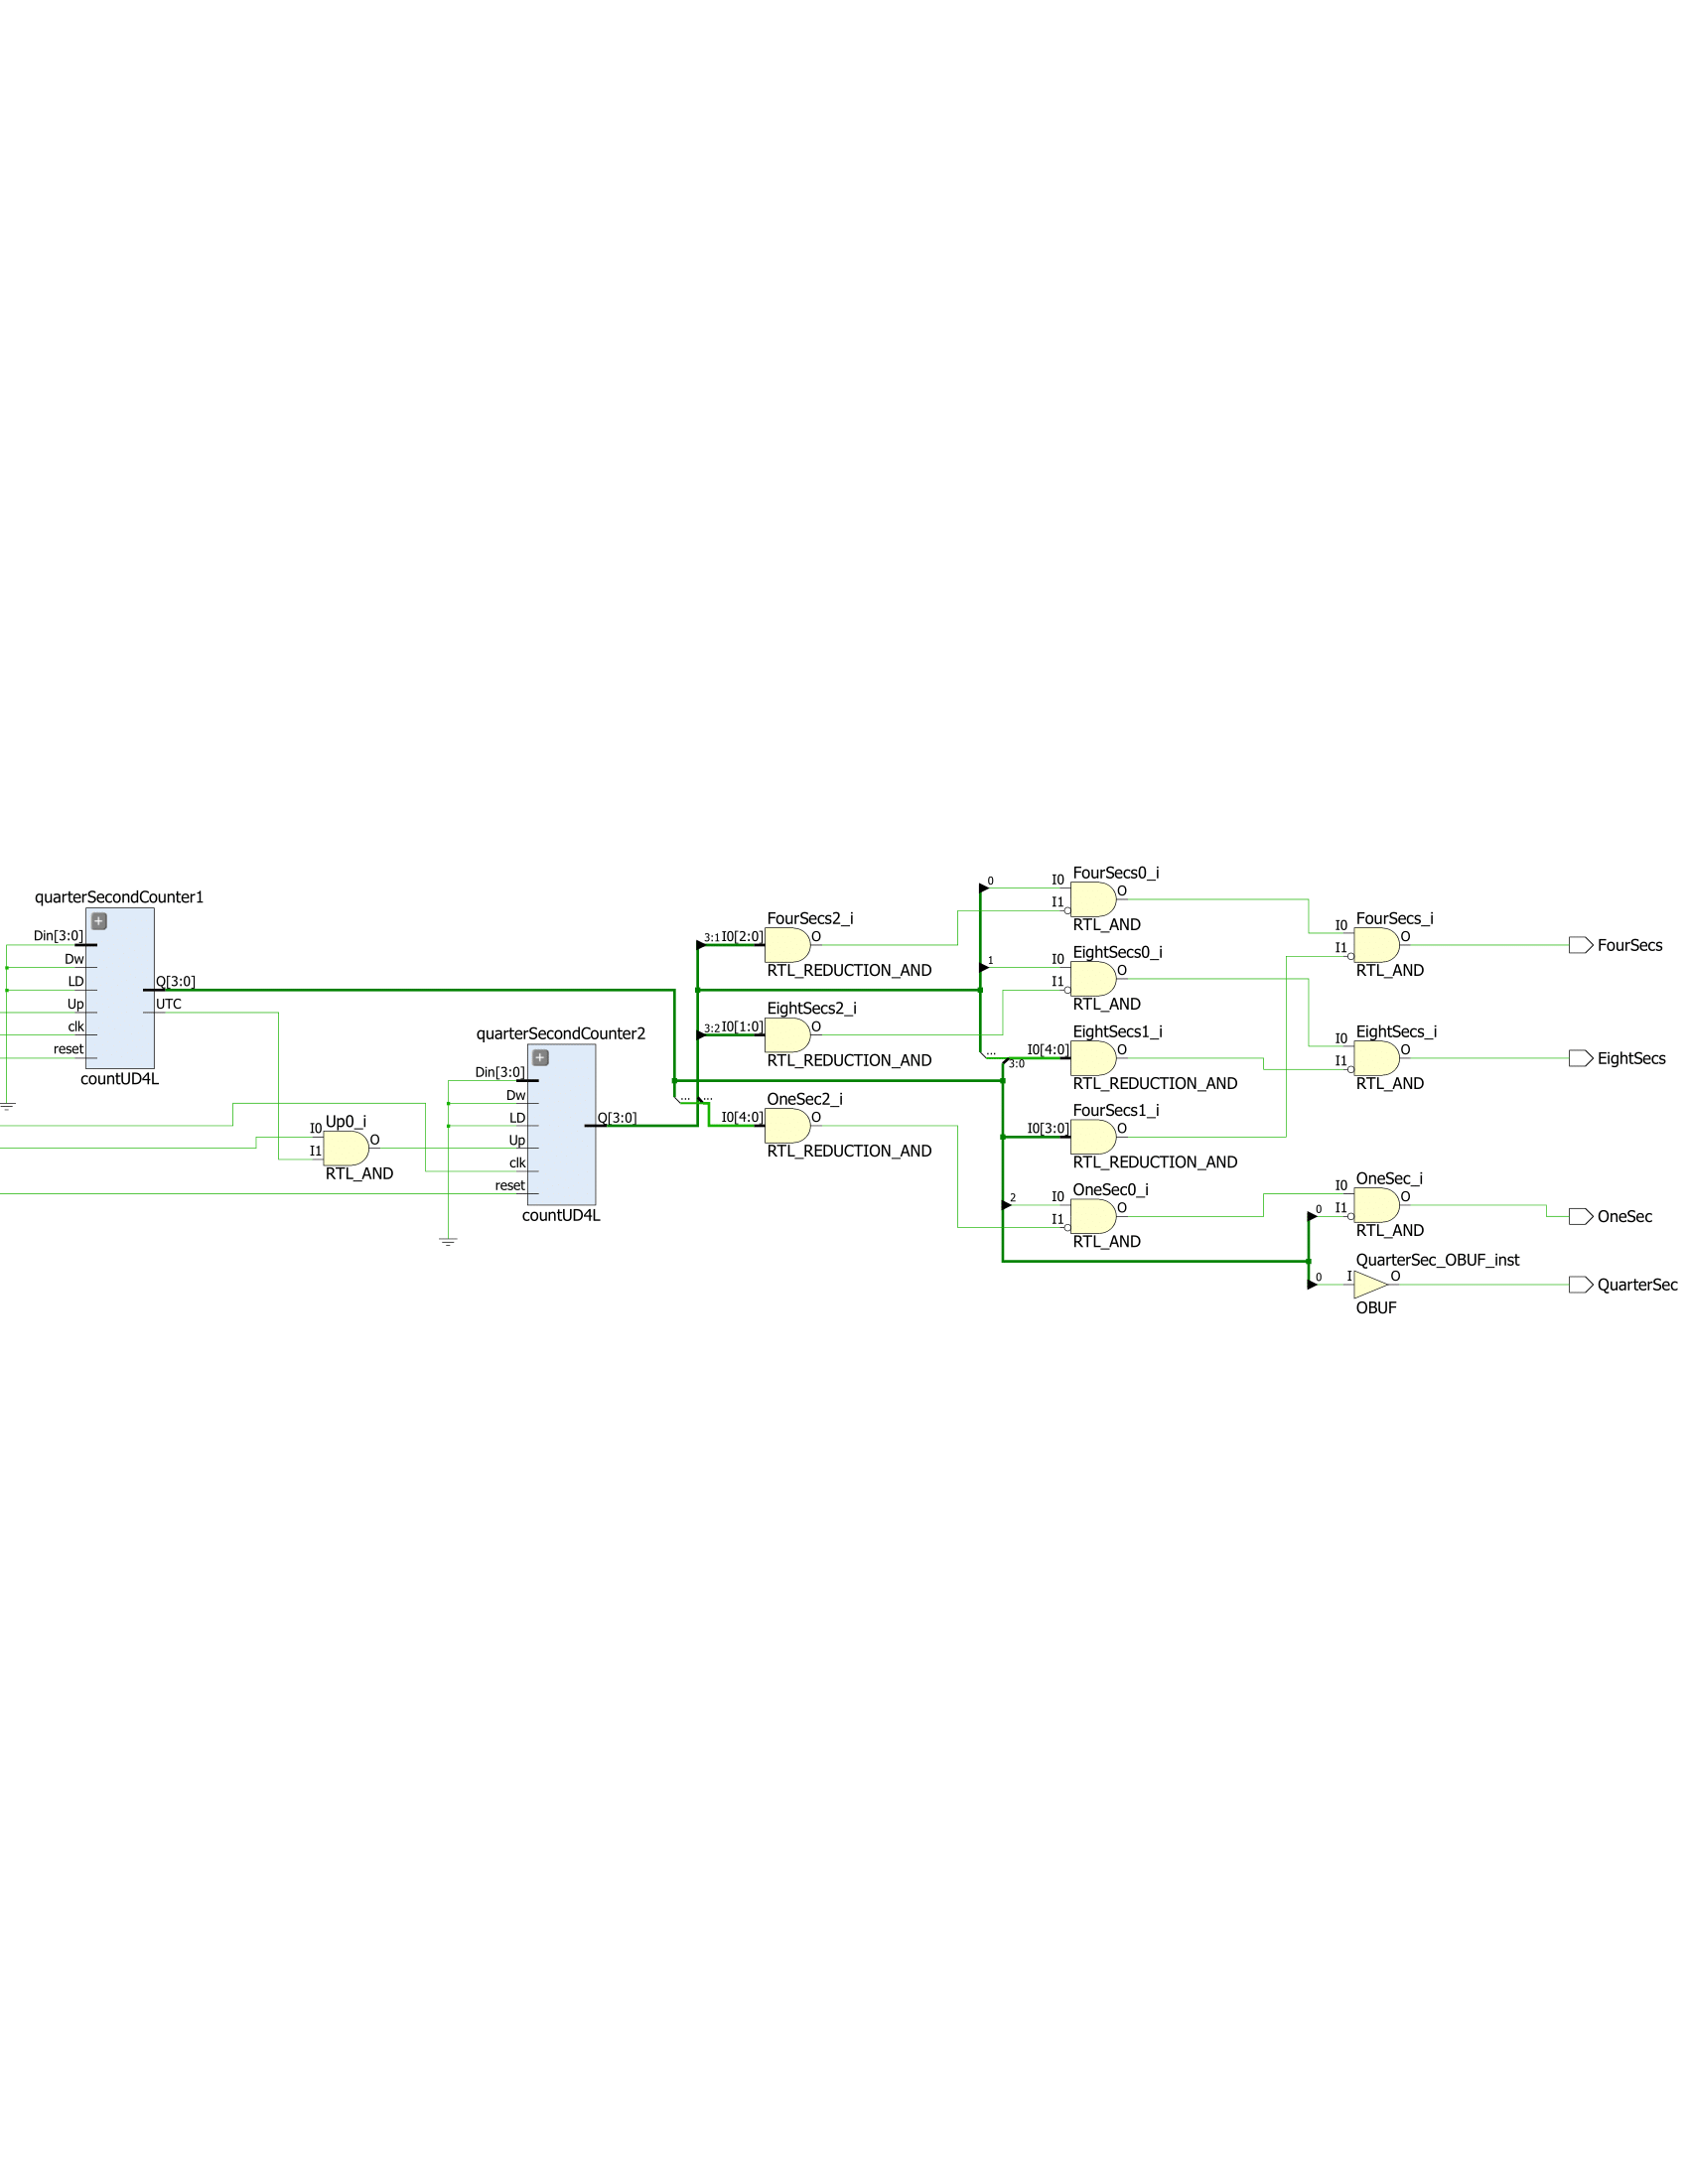 quarterSecondCounter1
Din[3:0]
Dw
LD
Up
clk
reset
Q[3:0]
UTC
countUD4L
Up0_i
I0
I1
O
RTL_AND
quarterSecondCounter2
Din[3:0]
Dw
LD
Up
clk
reset
Q[3:0]
countUD4L
FourSecs2_i
3:1 I0[2:0]
O
RTL_REDUCTION_AND
EightSecs2_i
3:2 I0[1:0]
O
RTL_REDUCTION_AND
... ...
OneSec2_i
I0[4:0]
O
RTL_REDUCTION_AND
FourSecs0_i
0
I0
I1
O
RTL_AND
EightSecs0_i
1
I0
I1
O
RTL_AND
EightSecs1_i
...
3:0
I0[4:0]
O
RTL_REDUCTION_AND
FourSecs1_i
I0[3:0]
O
RTL_REDUCTION_AND
OneSec0_i
2
I0
I1
O
RTL_AND
FourSecs_i
I0
I1
O
RTL_AND
FourSecs
EightSecs_i
I0
I1
O
RTL_AND
EightSecs
OneSec_i
I0
0
I1
O
RTL_AND
OneSec
QuarterSec_OBUF_inst
0
I
O
OBUF
QuarterSec